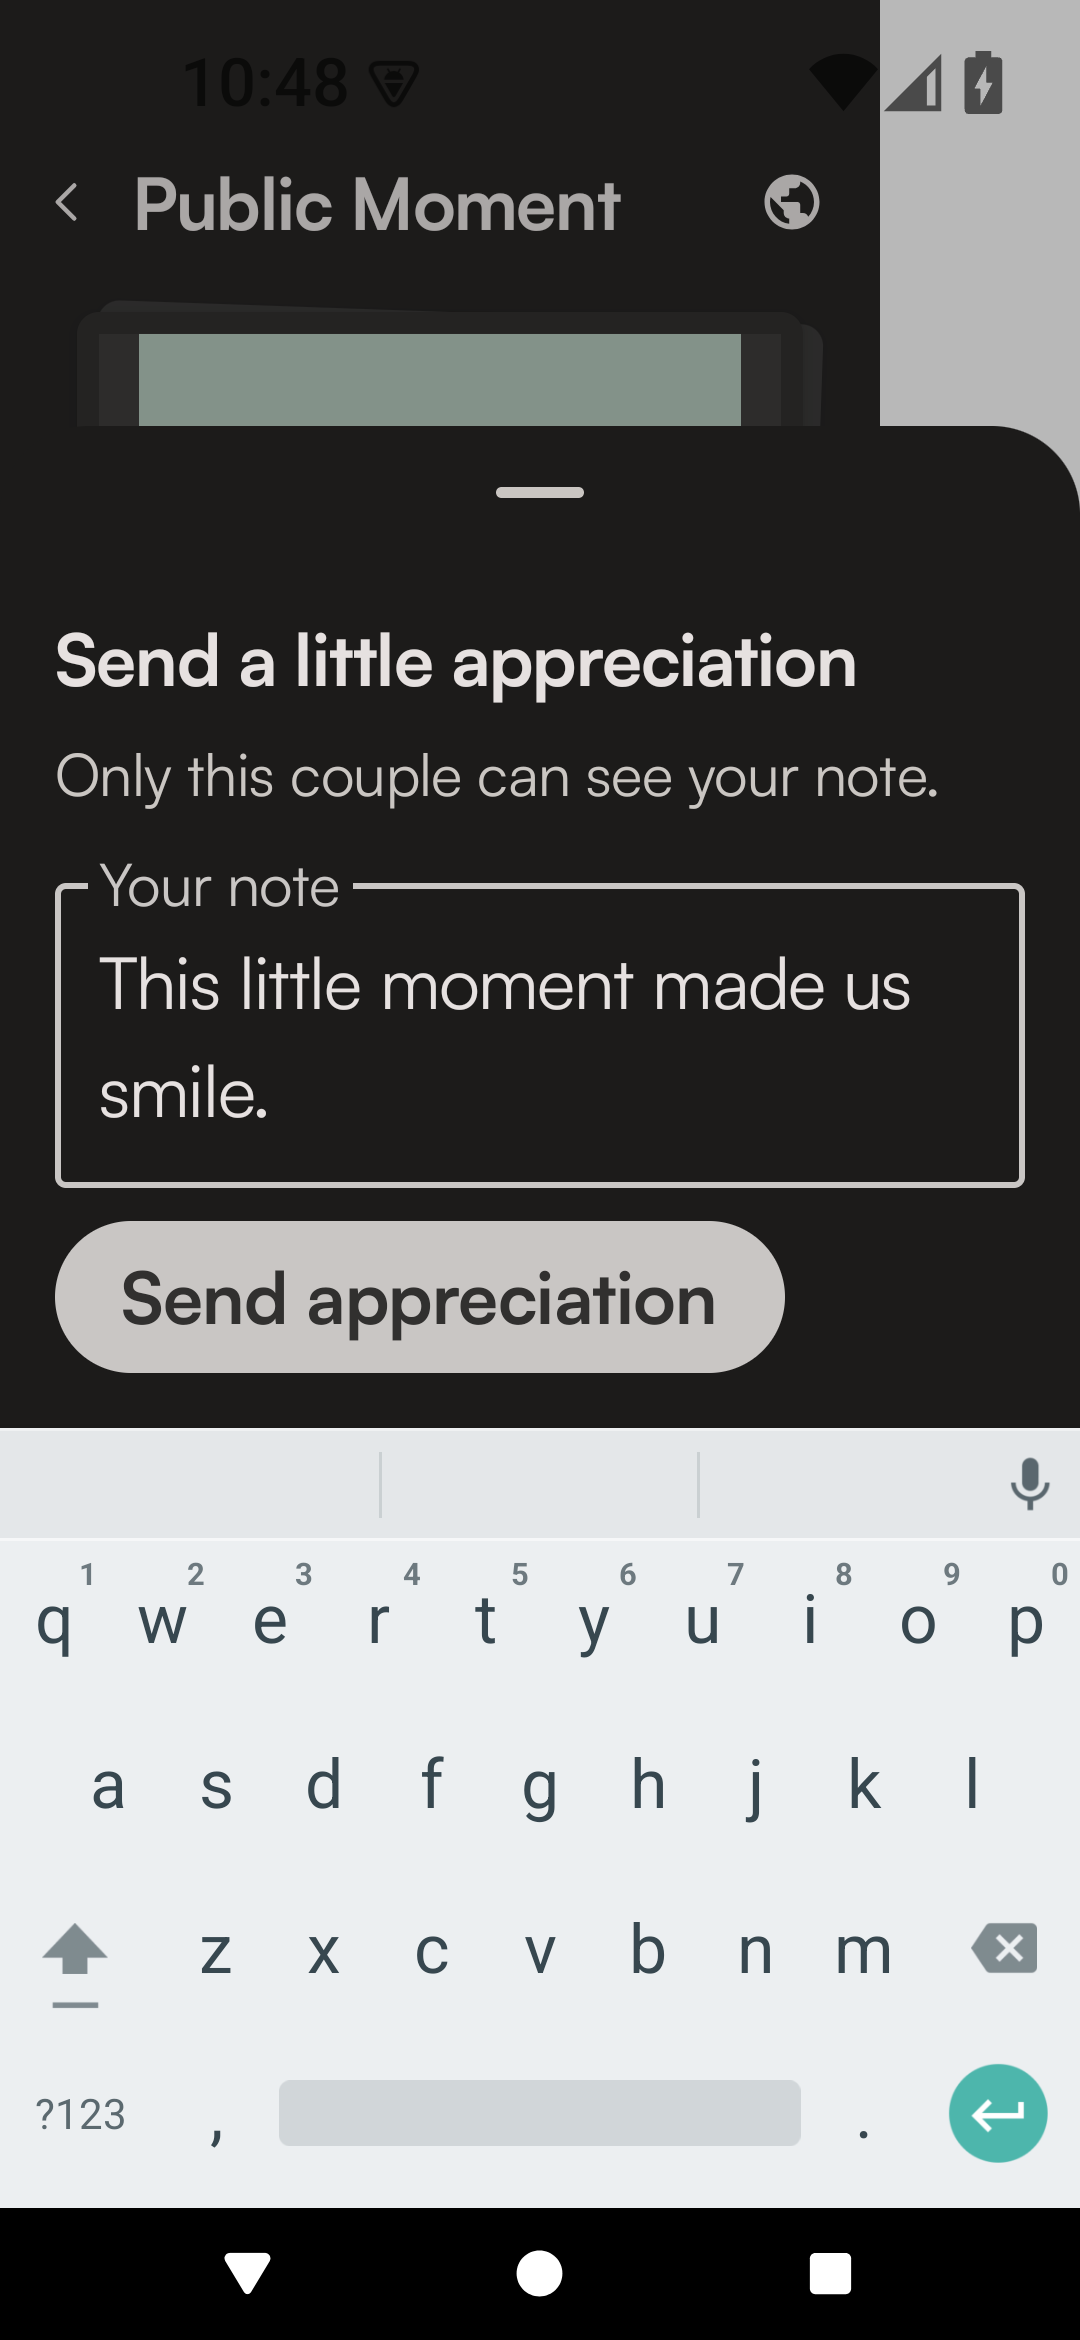 10:48
Public Moment
Send a little appreciation
Only this couple can see your note.
Your note
This little moment made us
smile.
Send appreciation
1 2 3 4 5 6 7 8 9 0
q w e r t y u i o p
a s d f g h j k l
z x c v b n m
?123 , .